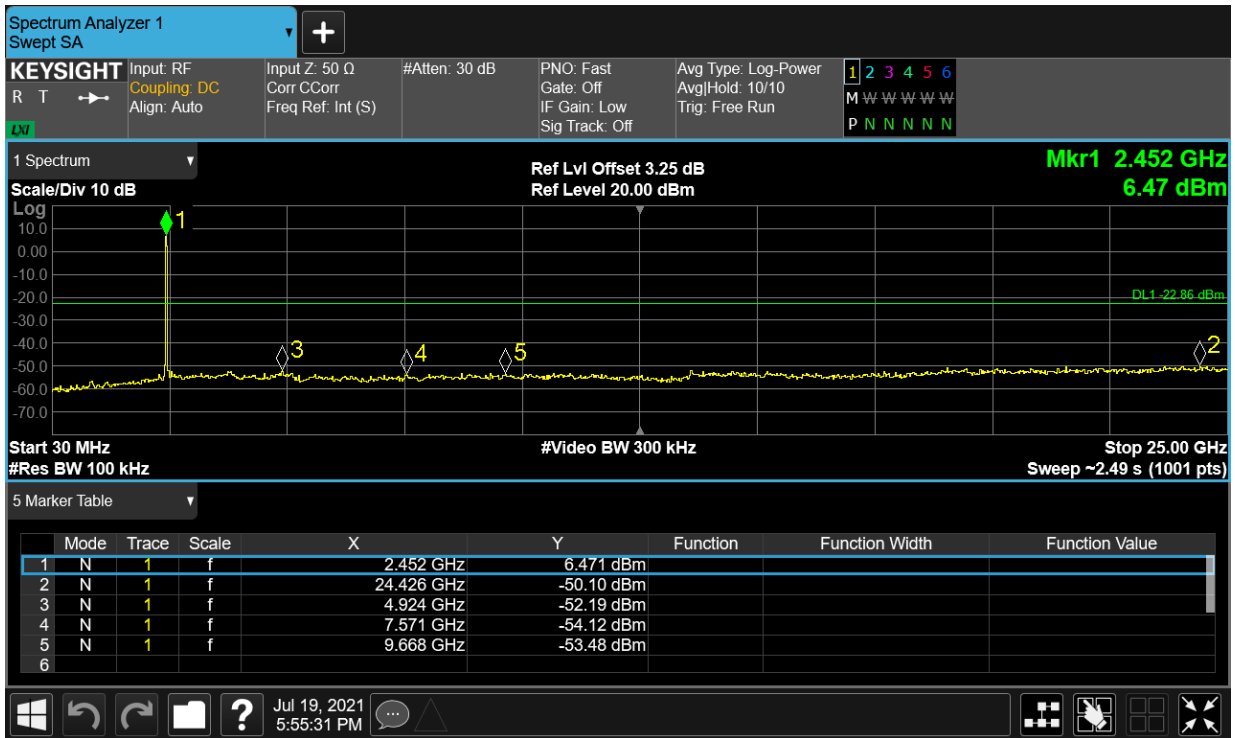 Spectrum Analyzer 1
Swept SA
+
KEYSIGHT
R T
LXI
Input: RF
Coupling: DC
Align: Auto
Input Z: 50 Ω
Corr CCorr
Freq Ref: Int (S)
#Atten: 30 dB
PNO: Fast
Gate: Off
IF Gain: Low
Sig Track: Off
Avg Type: Log-Power
Avg|Hold: 10/10
Trig: Free Run
1 2 3 4 5 6
M W W W W W
P N N N N N
1 Spectrum
Scale/Div 10 dB
Ref Lvl Offset 3.25 dB
Ref Level 20.00 dBm
Mkr1 2.452 GHz
6.47 dBm
Log
10.0
0.00
-10.0
-20.0
-30.0
-40.0
-50.0
-60.0
-70.0
1
3
4
5
2
DL1 -22.86 dBm
Start 30 MHz
#Res BW 100 kHz
#Video BW 300 kHz
Stop 25.00 GHz
Sweep ~2.49 s (1001 pts)
5 Marker Table
Mode Trace Scale X Y Function Function Width Function Value
1 N 1 f 2.452 GHz 6.471 dBm
2 N 1 f 24.426 GHz -50.10 dBm
3 N 1 f 4.924 GHz -52.19 dBm
4 N 1 f 7.571 GHz -54.12 dBm
5 N 1 f 9.668 GHz -53.48 dBm
6
?
Jul 19, 2021
5:55:31 PM